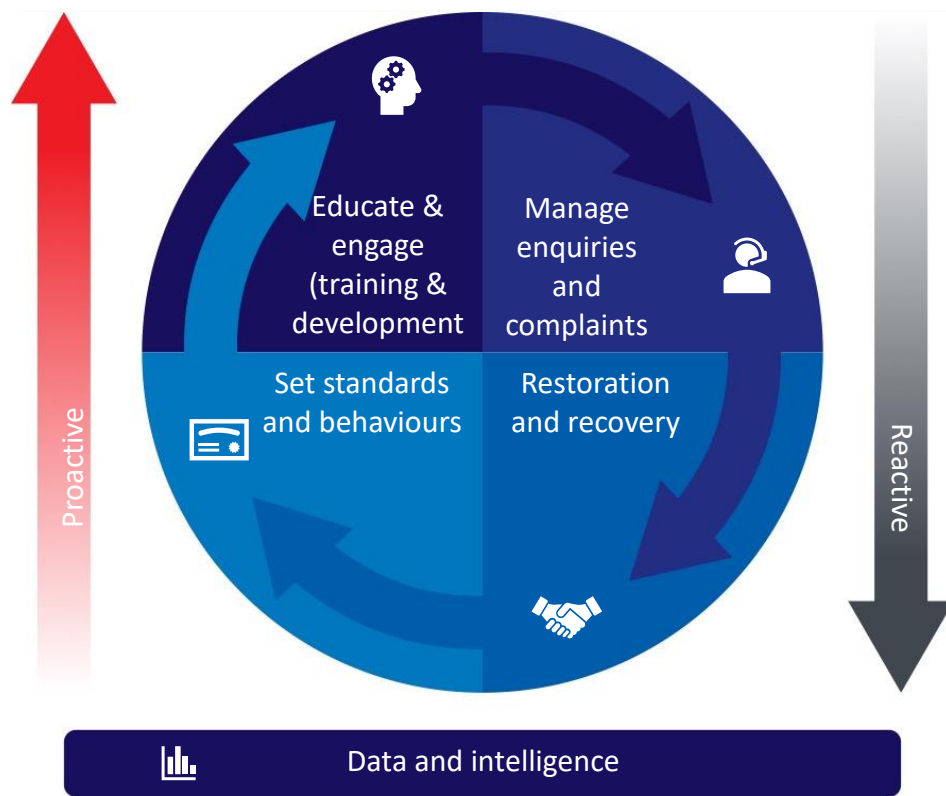 Educate &
engage
(training &
development
Manage
enquiries
and
complaints
Set standards
and behaviours
Restoration
and recovery
Proactive
Reactive
Data and intelligence